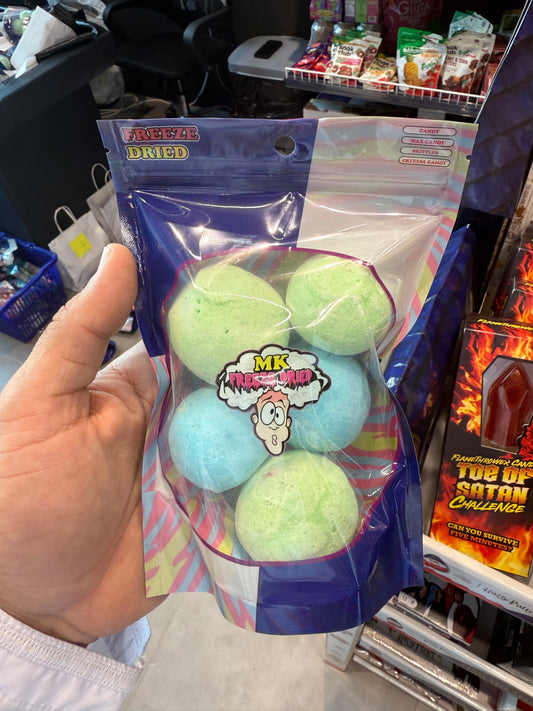 FREEZE
DRIED
CANDY
WAX CANDY
SKITTLES
CRYSTAL CANDY
MK
FREEZE DRIED
FLAMETHROWER CANDY
TOE OF
SATAN
CHALLENGE
CAN YOU SURVIVE
FIVE MINUTES?